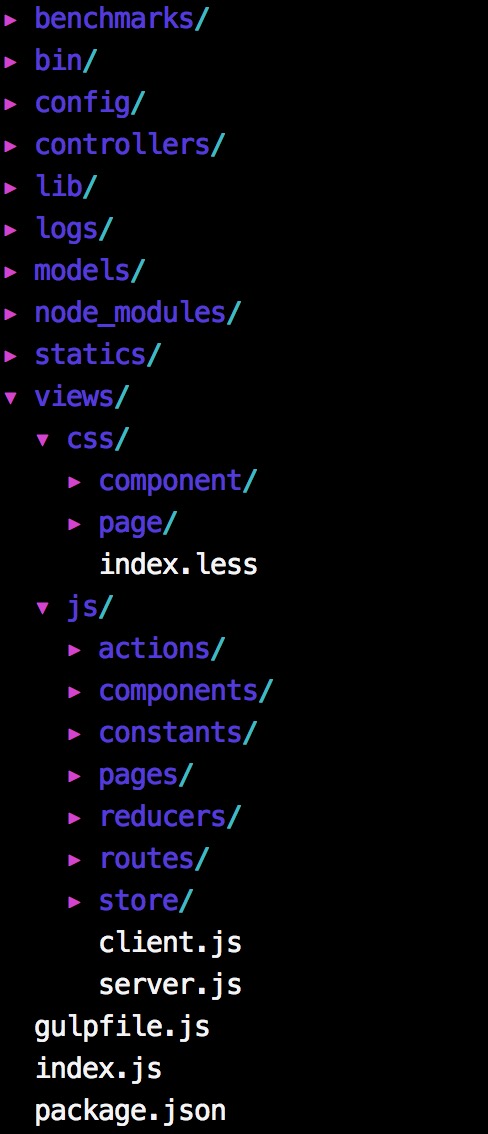 ▸ benchmarks/
▸ bin/
▸ config/
▸ controllers/
▸ lib/
▸ logs/
▸ models/
▸ node_modules/
▸ statics/
▾ views/
▾ css/
▸ component/
▸ page/
index.less
▾ js/
▸ actions/
▸ components/
▸ constants/
▸ pages/
▸ reducers/
▸ routes/
▸ store/
client.js
server.js
gulpfile.js
index.js
package.json